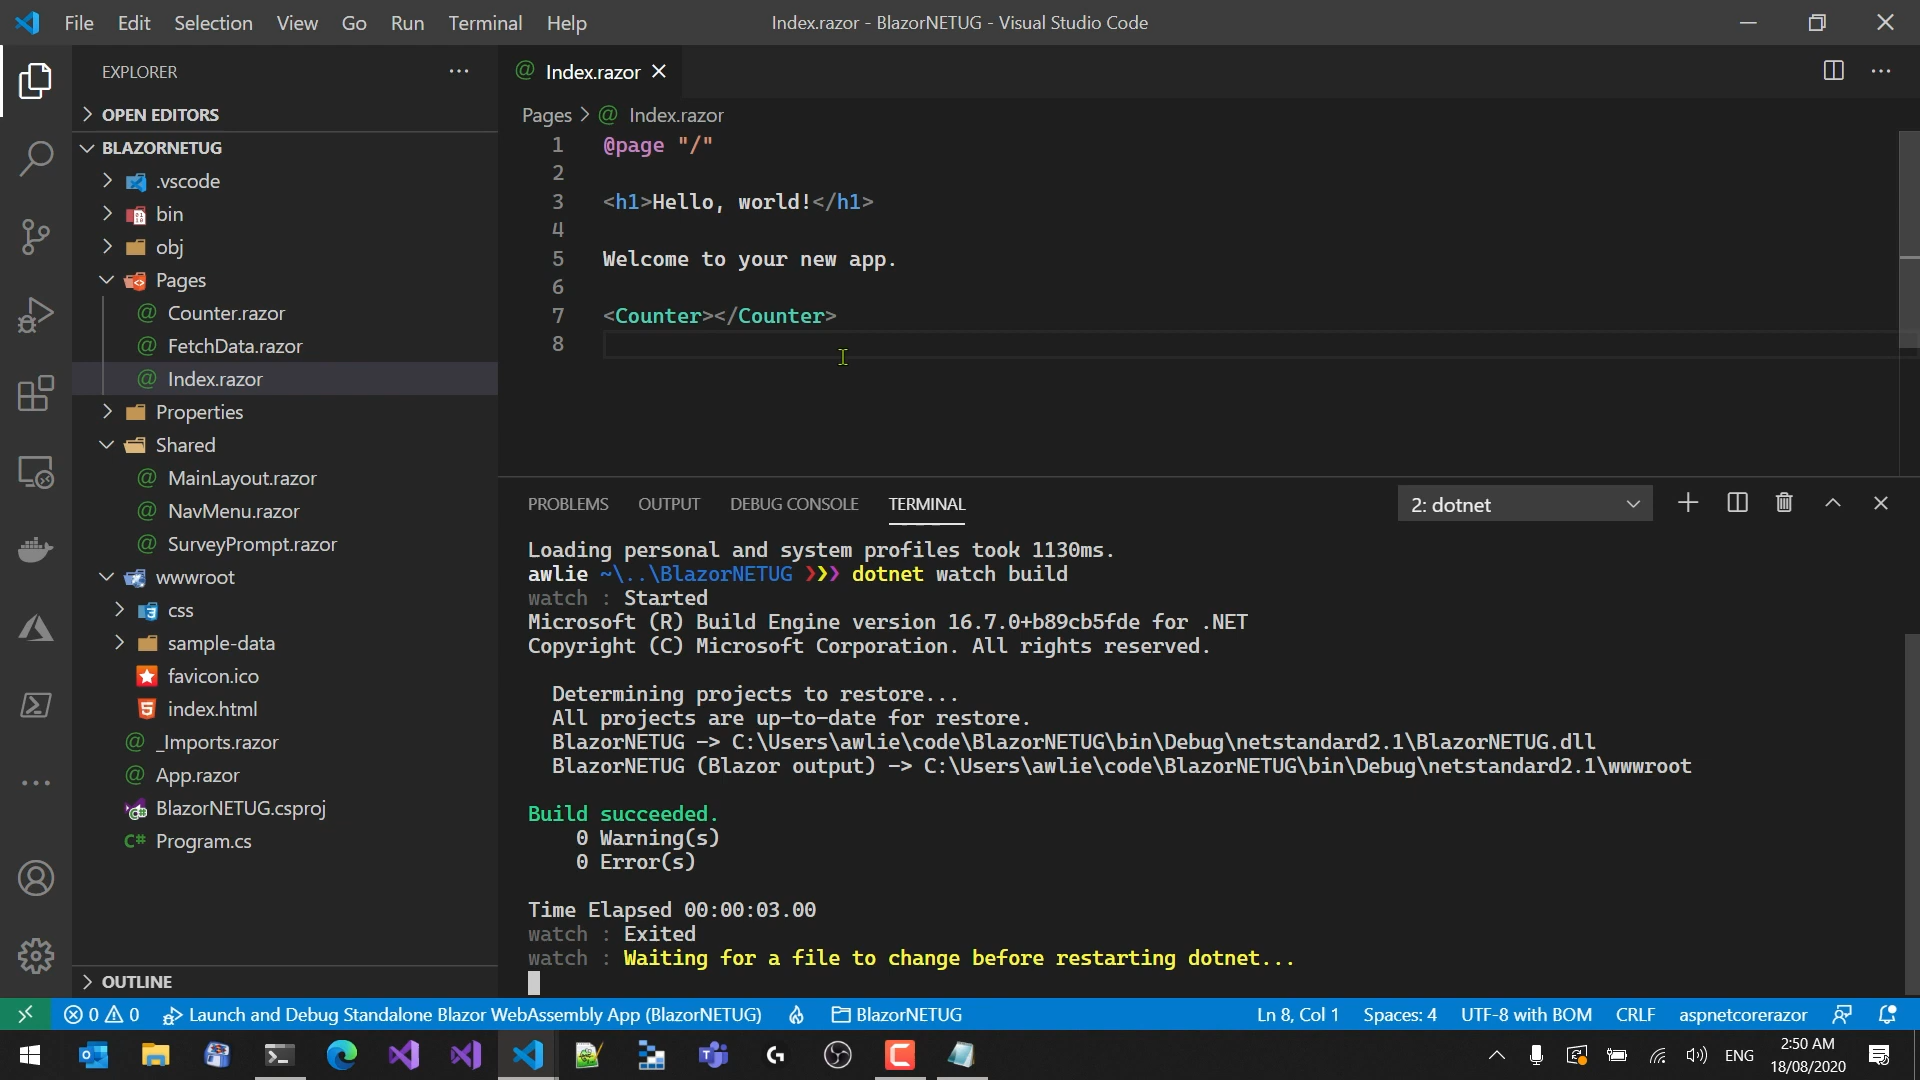 File Edit Selection View Go Run Terminal Help
Index.razor - BlazorNETUG - Visual Studio Code
EXPLORER
OPEN EDITORS
BLAZORNETUG
.vscode
bin
obj
Pages
Counter.razor
FetchData.razor
Index.razor
Properties
Shared
MainLayout.razor
NavMenu.razor
SurveyPrompt.razor
wwwroot
css
sample-data
favicon.ico
index.html
_Imports.razor
App.razor
BlazorNETUG.csproj
C# Program.cs
OUTLINE
@ Index.razor
Pages > @ Index.razor
1 @page "/"
2
3 <h1>Hello, world!</h1>
4
5 Welcome to your new app.
6
7 <Counter></Counter>
8
PROBLEMS OUTPUT DEBUG CONSOLE TERMINAL
2: dotnet
Loading personal and system profiles took 1130ms.
awlie ~\..\BlazorNETUG ❯❯❯ dotnet watch build
watch : Started
Microsoft (R) Build Engine version 16.7.0+b89cb5fde for .NET
Copyright (C) Microsoft Corporation. All rights reserved.
Determining projects to restore...
All projects are up-to-date for restore.
BlazorNETUG -> C:\Users\awlie\code\BlazorNETUG\bin\Debug\netstandard2.1\BlazorNETUG.dll
BlazorNETUG (Blazor output) -> C:\Users\awlie\code\BlazorNETUG\bin\Debug\netstandard2.1\wwwroot
Build succeeded.
0 Warning(s)
0 Error(s)
Time Elapsed 00:00:03.00
watch : Exited
watch : Waiting for a file to change before restarting dotnet...
0 0 Launch and Debug Standalone Blazor WebAssembly App (BlazorNETUG) BlazorNETUG
Ln 8, Col 1 Spaces: 4 UTF-8 with BOM CRLF aspnetcorerazor
ENG
2:50 AM
18/08/2020